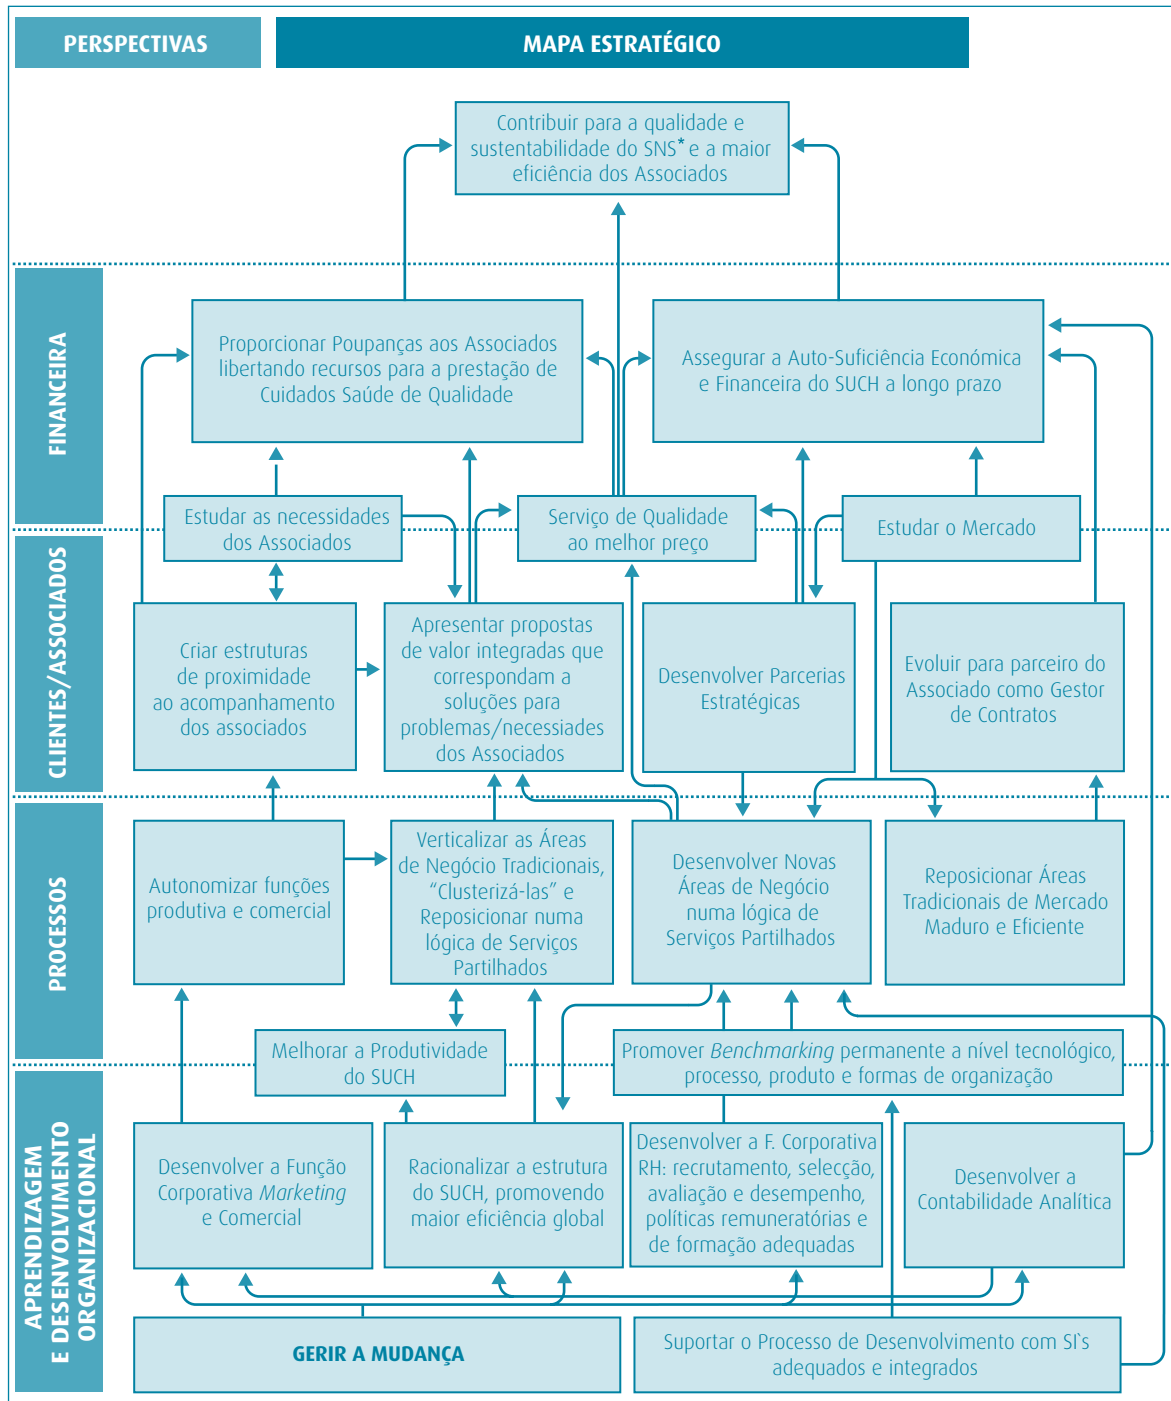 PERSPECTIVAS
MAPA ESTRATÉGICO
Contribuir para a qualidade e
sustentabilidade do SNS* e a maior
eficiência dos Associados
FINANCEIRA
Proporcionar Poupanças aos Associados
libertando recursos para a prestação de
Cuidados Saúde de Qualidade
Assegurar a Auto-Suficiência Económica
e Financeira do SUCH a longo prazo
Estudar as necessidades
dos Associados
Serviço de Qualidade
ao melhor preço
Estudar o Mercado
CLIENTES/ASSOCIADOS
Criar estruturas
de proximidade
ao acompanhamento
dos associados
Apresentar propostas
de valor integradas que
correspondam a
soluções para
problemas/necessiades
dos Associados
Desenvolver Parcerias
Estratégicas
Evoluir para parceiro do
Associado como Gestor
de Contratos
PROCESSOS
Autonomizar funções
produtiva e comercial
Verticalizar as Áreas
de Negócio Tradicionais,
“Clusterizá-las” e
Reposicionar numa
lógica de Serviços
Partilhados
Desenvolver Novas
Áreas de Negócio
numa lógica de
Serviços Partilhados
Reposicionar Áreas
Tradicionais de Mercado
Maduro e Eficiente
Melhorar a Produtividade
do SUCH
Promover Benchmarking permanente a nível tecnológico,
processo, produto e formas de organização
APRENDIZAGEM
E DESENVOLVIMENTO
ORGANIZACIONAL
Desenvolver a Função
Corporativa Marketing
e Comercial
Racionalizar a estrutura
do SUCH, promovendo
maior eficiência global
Desenvolver a F. Corporativa
RH: recrutamento, selecção,
avaliação e desempenho,
políticas remuneratórias e
de formação adequadas
Desenvolver a
Contabilidade Analítica
GERIR A MUDANÇA
Suportar o Processo de Desenvolvimento com SI`s
adequados e integrados